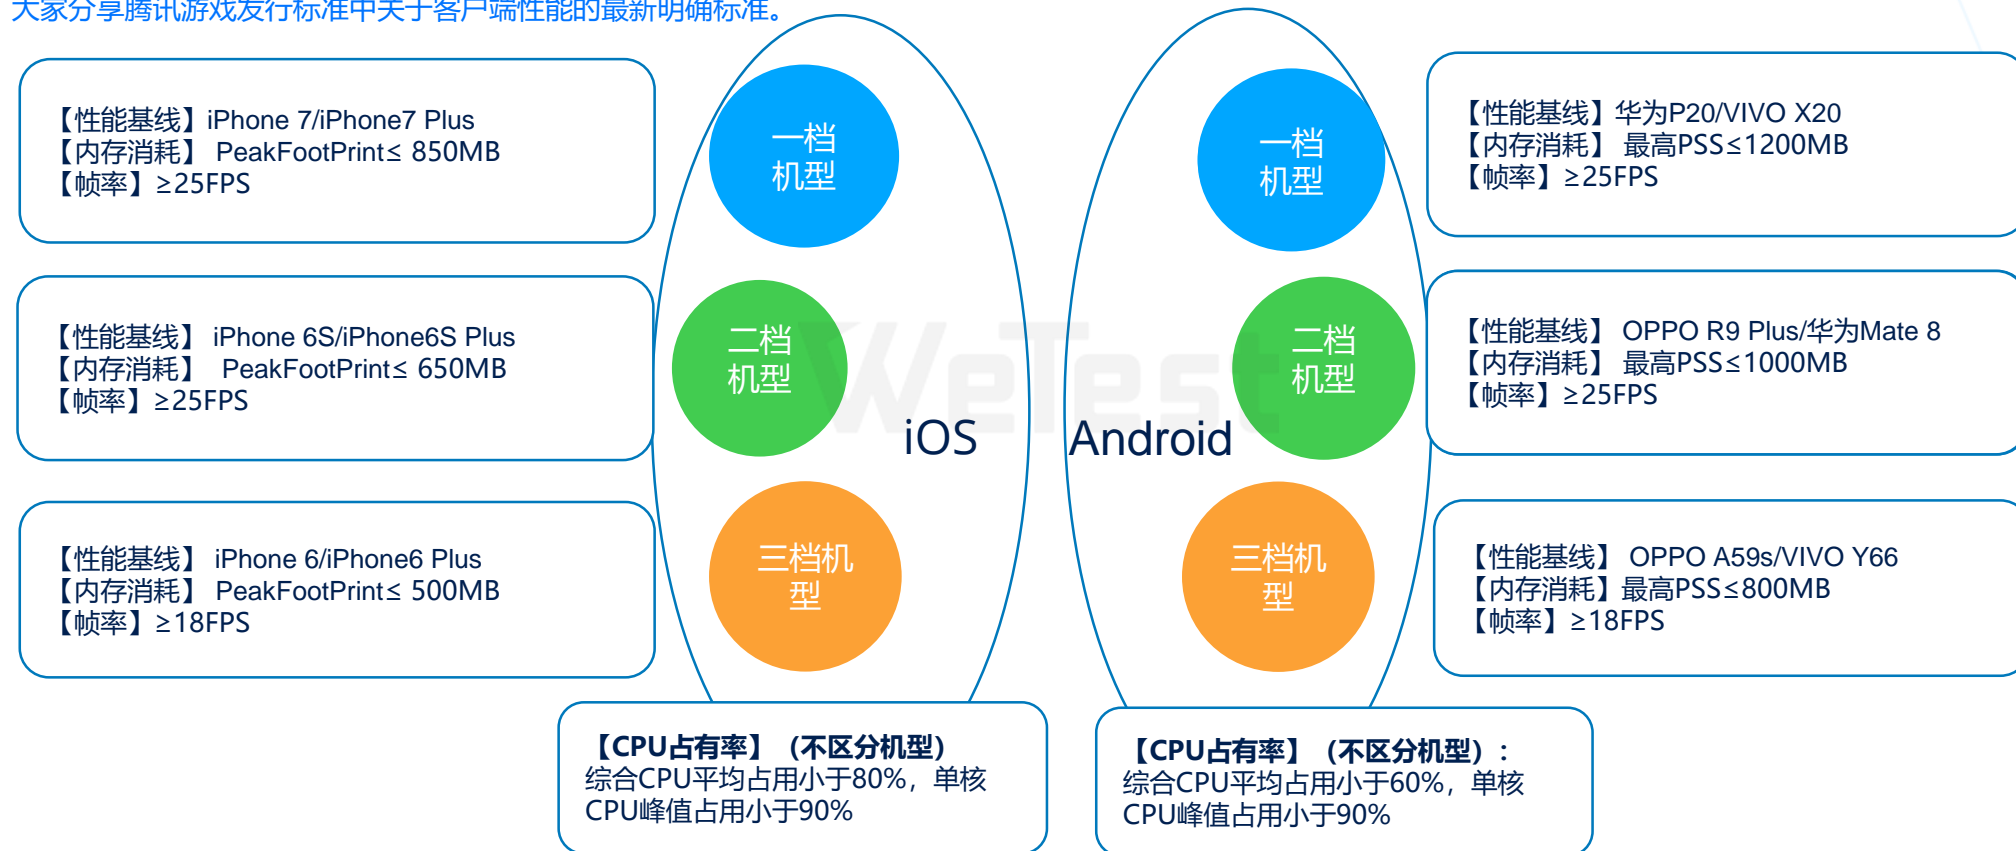 大家分享腾讯游戏发行标准中关于客户端性能的最新明确标准。
【性能基线】iPhone 7/iPhone7 Plus
【内存消耗】 PeakFootPrint≤ 850MB
【帧率】≥25FPS
一档
机型
一档
机型
【性能基线】华为P20/VIVO X20
【内存消耗】 最高PSS≤1200MB
【帧率】≥25FPS
【性能基线】 iPhone 6S/iPhone6S Plus
【内存消耗】 PeakFootPrint≤ 650MB
【帧率】≥25FPS
二档
机型
WeTest
二档
机型
【性能基线】 OPPO R9 Plus/华为Mate 8
【内存消耗】 最高PSS≤1000MB
【帧率】≥25FPS
iOS
Android
【性能基线】 iPhone 6/iPhone6 Plus
【内存消耗】 PeakFootPrint≤ 500MB
【帧率】≥18FPS
三档机
型
三档机
型
【性能基线】 OPPO A59s/VIVO Y66
【内存消耗】 最高PSS≤800MB
【帧率】≥18FPS
【CPU占有率】（不区分机型）
综合CPU平均占用小于80%，单核
CPU峰值占用小于90%
【CPU占有率】（不区分机型）:
综合CPU平均占用小于60%，单核
CPU峰值占用小于90%